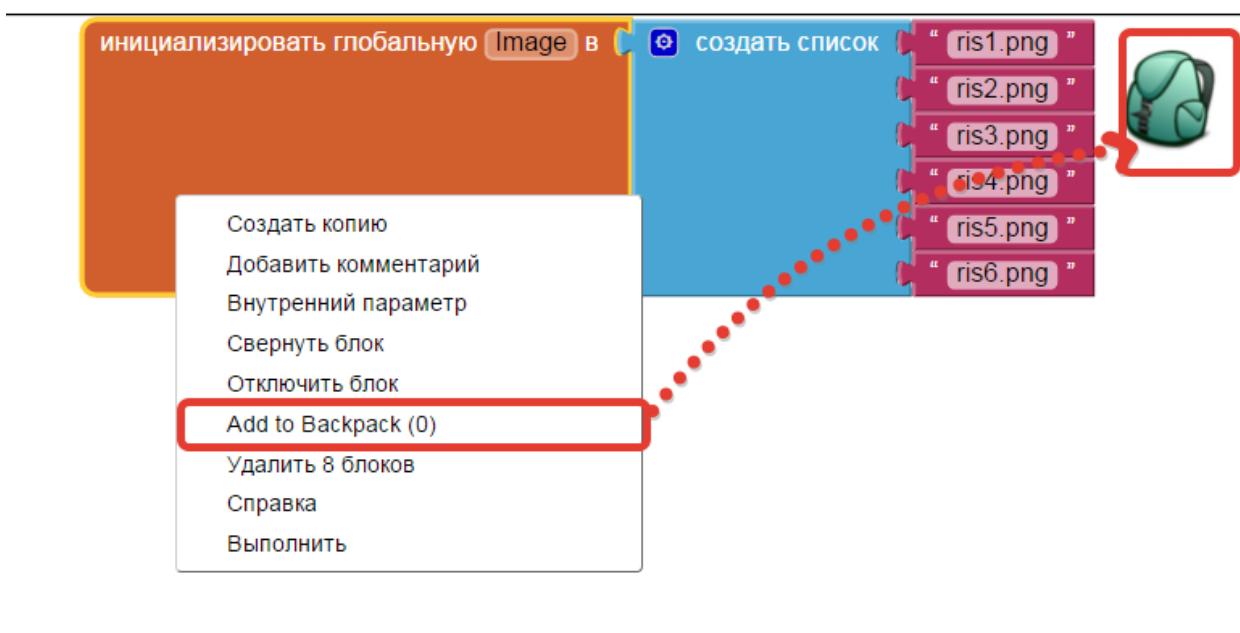 инициализировать глобальную Image в создать список " ris1.png "
" ris2.png "
" ris3.png "
" ris4.png "
" ris5.png "
" ris6.png "
Создать копию
Добавить комментарий
Внутренний параметр
Свернуть блок
Отключить блок
Add to Backpack (0)
Удалить 8 блоков
Справка
Выполнить